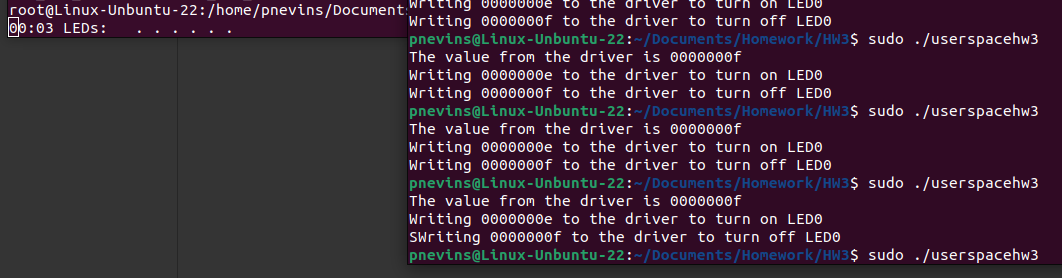 root@Linux-Unbuntu-22:/home/pnevins/Document
00:03 LEDs:   . . . . . .
Writing 0000000e to the driver to turn on LED0
Writing 0000000f to the driver to turn off LED0
pnevins@Linux-Unbuntu-22:~/Documents/Homework/HW3$ sudo ./userspacehw3
The value from the driver is 0000000f
Writing 0000000e to the driver to turn on LED0
Writing 0000000f to the driver to turn off LED0
pnevins@Linux-Unbuntu-22:~/Documents/Homework/HW3$ sudo ./userspacehw3
The value from the driver is 0000000f
Writing 0000000e to the driver to turn on LED0
Writing 0000000f to the driver to turn off LED0
pnevins@Linux-Unbuntu-22:~/Documents/Homework/HW3$ sudo ./userspacehw3
The value from the driver is 0000000f
Writing 0000000e to the driver to turn on LED0
SWriting 0000000f to the driver to turn off LED0
pnevins@Linux-Unbuntu-22:~/Documents/Homework/HW3$ sudo ./userspacehw3